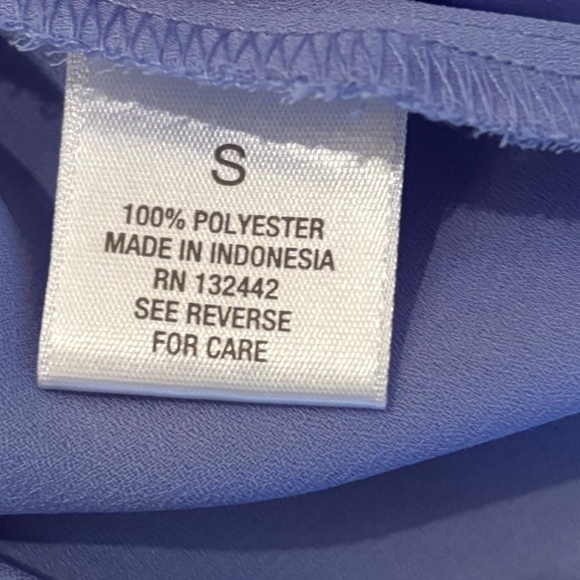 S
100% POLYESTER
MADE IN INDONESIA
RN 132442
SEE REVERSE
FOR CARE